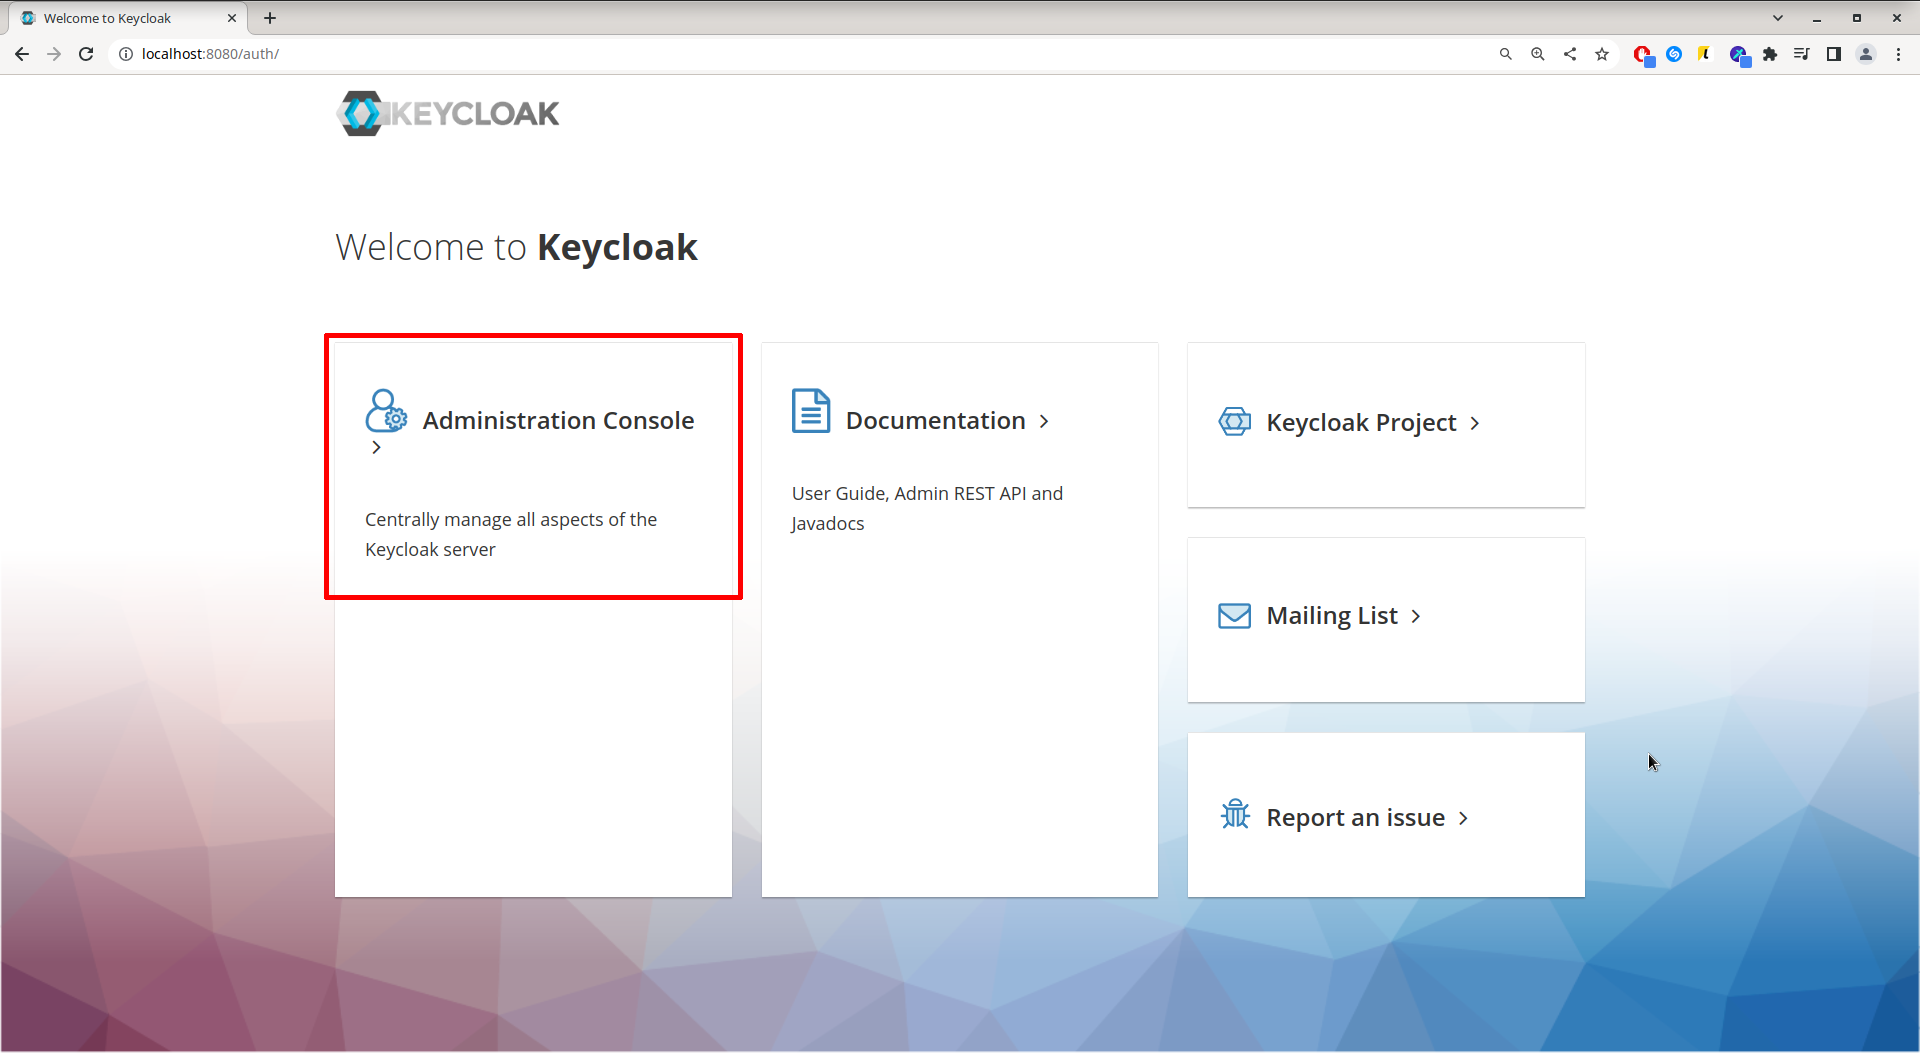 Welcome to Keycloak
localhost:8080/auth/
KEYCLOAK
Welcome to Keycloak
Administration Console
Centrally manage all aspects of the
Keycloak server
Documentation
User Guide, Admin REST API and
Javadocs
Keycloak Project
Mailing List
Report an issue